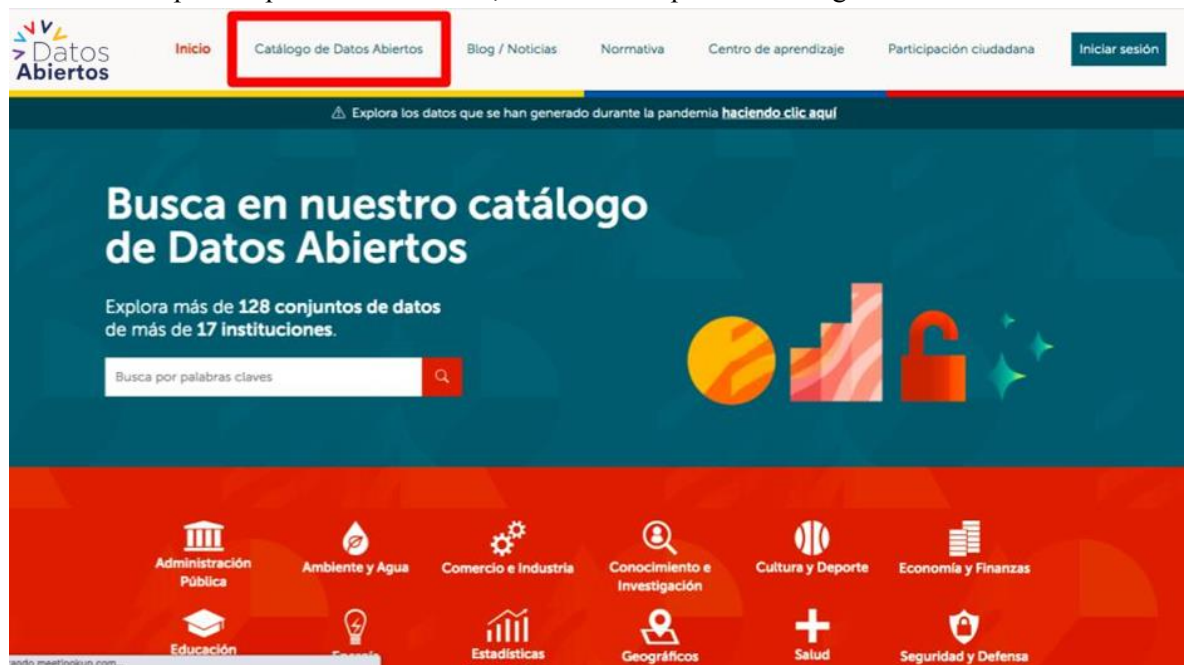 Datos
Abiertos
Inicio
Catálogo de Datos Abiertos
Blog / Noticias
Normativa
Centro de aprendizaje
Participación ciudadana
Iniciar sesión
Explora los datos que se han generado durante la pandemia haciendo clic aquí
Busca en nuestro catálogo
de Datos Abiertos
Explora más de 128 conjuntos de datos
de más de 17 instituciones.
Busca por palabras claves
Administración
Pública
Ambiente y Agua
Comercio e Industria
Conocimiento e
Investigación
Cultura y Deporte
Economía y Finanzas
Educación
Estadísticas
Geográficos
Salud
Seguridad y Defensa